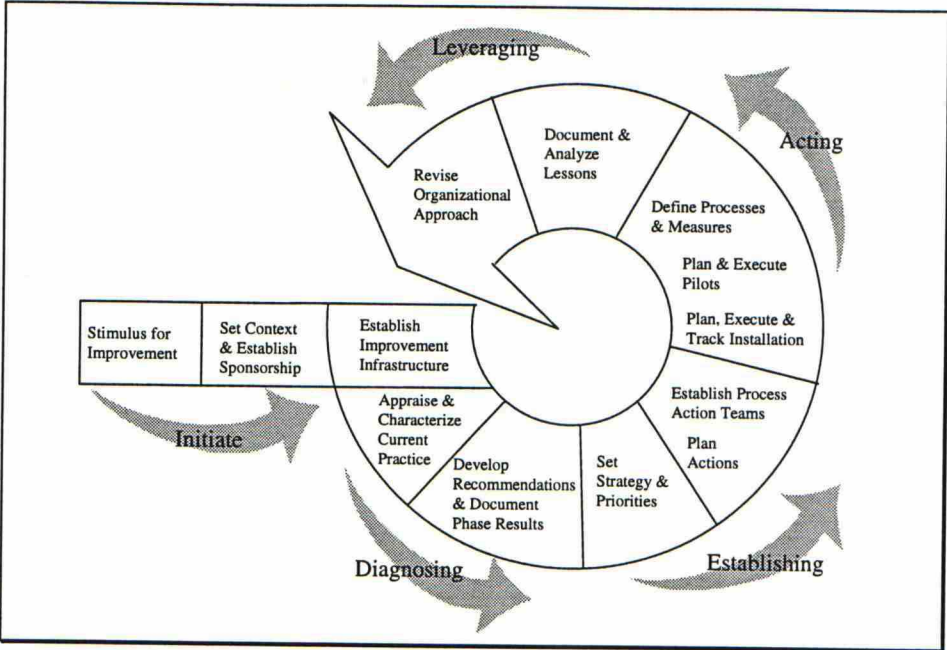 Leveraging
Acting
Document &
Analyze
Lessons
Revise
Organizational
Approach
Define Processes
& Measures
Plan & Execute
Pilots
Plan, Execute &
Track Installation
Stimulus for
Improvement
Set Context
& Establish
Sponsorship
Establish
Improvement
Infrastructure
Appraise &
Characterize
Current
Practice
Establish Process
Action Teams
Plan
Actions
Initiate
Develop
Recommendations
& Document
Phase Results
Set
Strategy &
Priorities
Diagnosing
Establishing